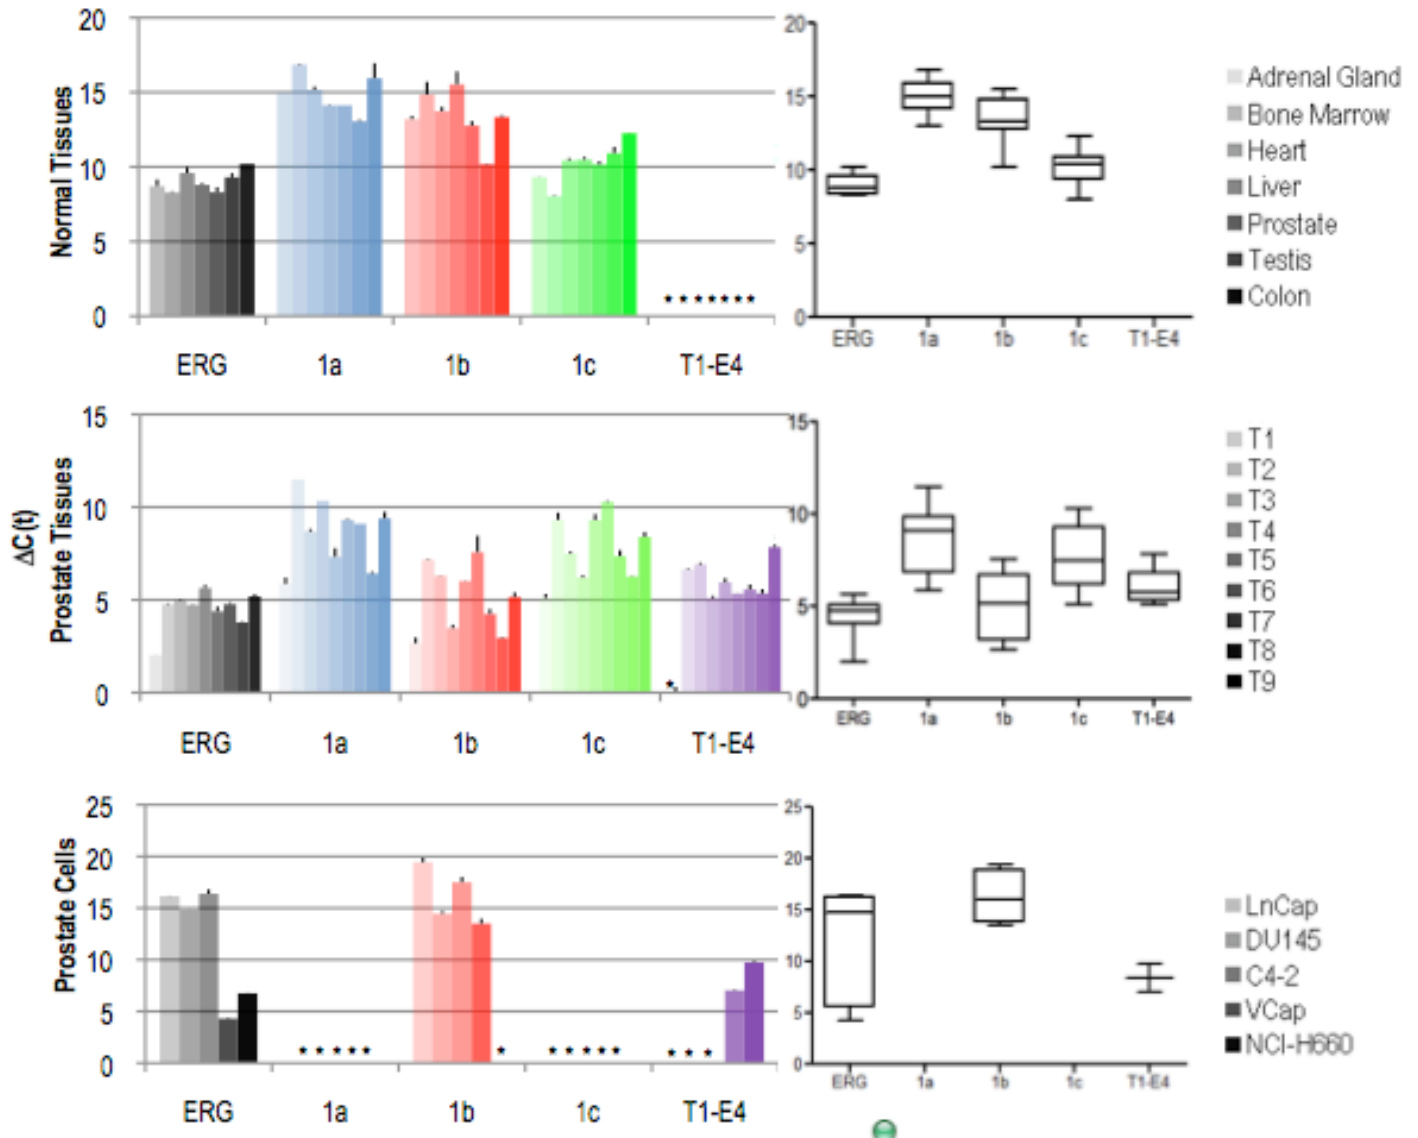 20
15
10
5
0
Normal Tissues
ERG 1a 1b 1c T1-E4
*******
20
15
10
5
0
ERG 1a 1b 1c T1-E4
Adrenal Gland
Bone Marrow
Heart
Liver
Prostate
Testis
Colon
ΔC(t)
15
10
5
0
Prostate Tissues
*
ERG 1a 1b 1c T1-E4
15
10
5
0
ERG 1a 1b 1c T1-E4
T1
T2
T3
T4
T5
T6
T7
T8
T9
25
20
15
10
5
0
Prostate Cells
***** * ***** ***
ERG 1a 1b 1c T1-E4
25
20
15
10
5
0
ERG 1a 1b 1c T1-E4
LnCap
DU145
C4-2
VCap
NCI-H660